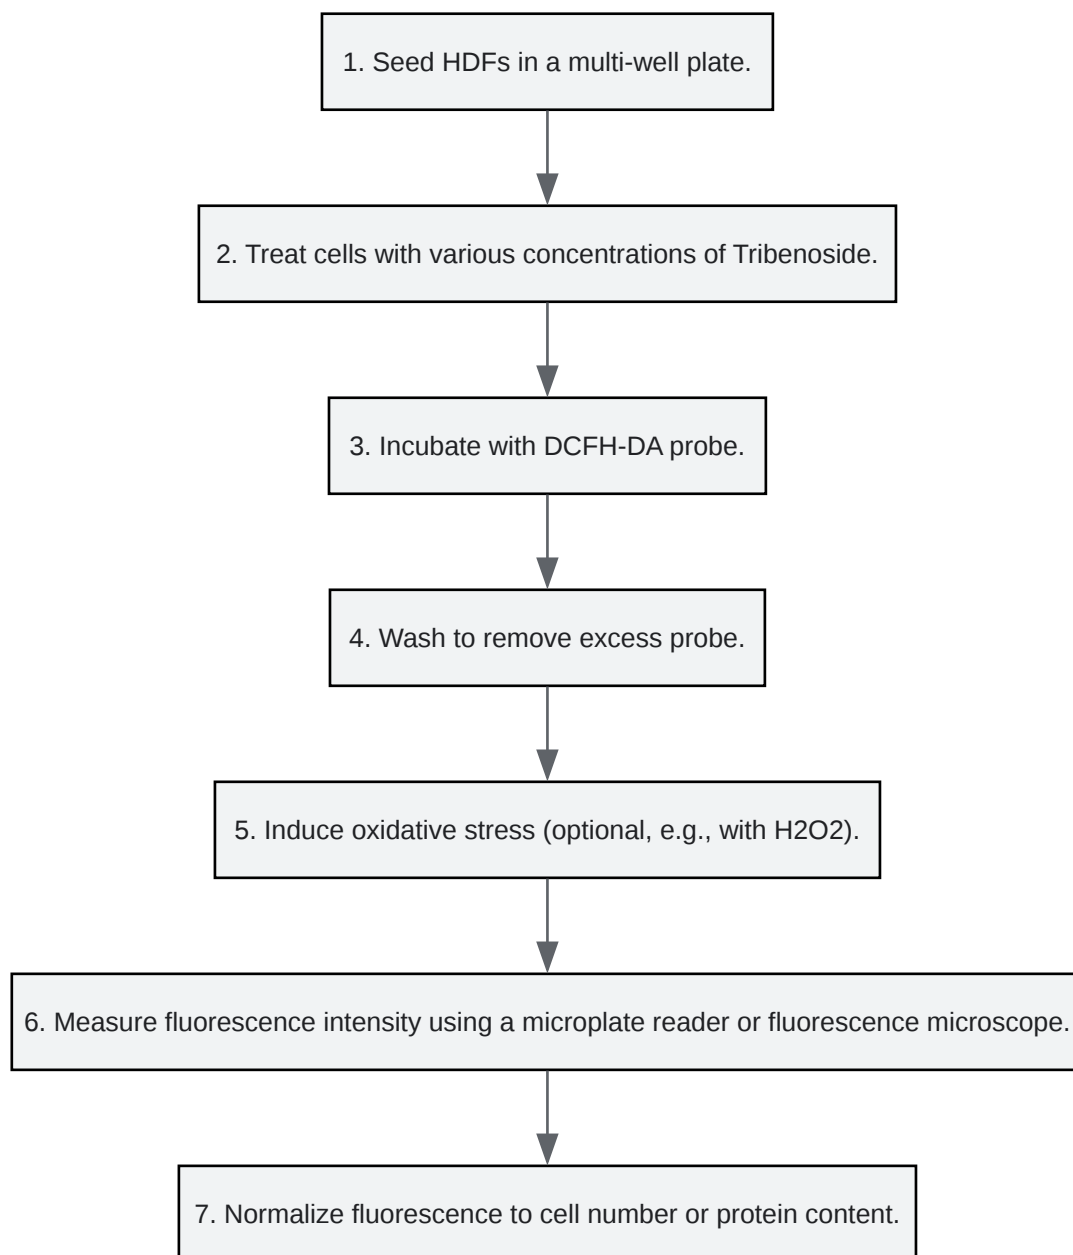 1. Seed HDFs in a multi-well plate.
2. Treat cells with various concentrations of Tribenoside.
3. Incubate with DCFH-DA probe.
4. Wash to remove excess probe.
5. Induce oxidative stress (optional, e.g., with H2O2).
6. Measure fluorescence intensity using a microplate reader or fluorescence microscope.
7. Normalize fluorescence to cell number or protein content.